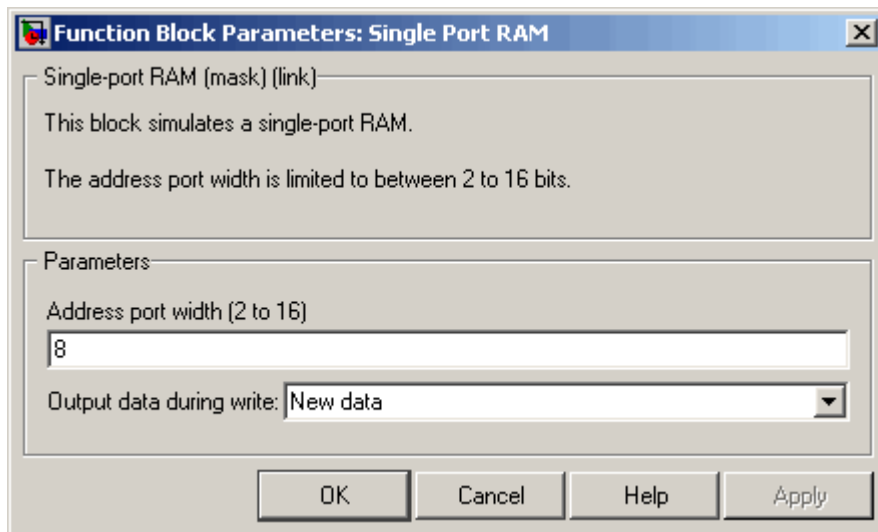 Function Block Parameters: Single Port RAM
Single-port RAM (mask) (link)
This block simulates a single-port RAM.
The address port width is limited to between 2 to 16 bits.
Parameters
Address port width (2 to 16)
8
Output data during write: New data
OK Cancel Help Apply